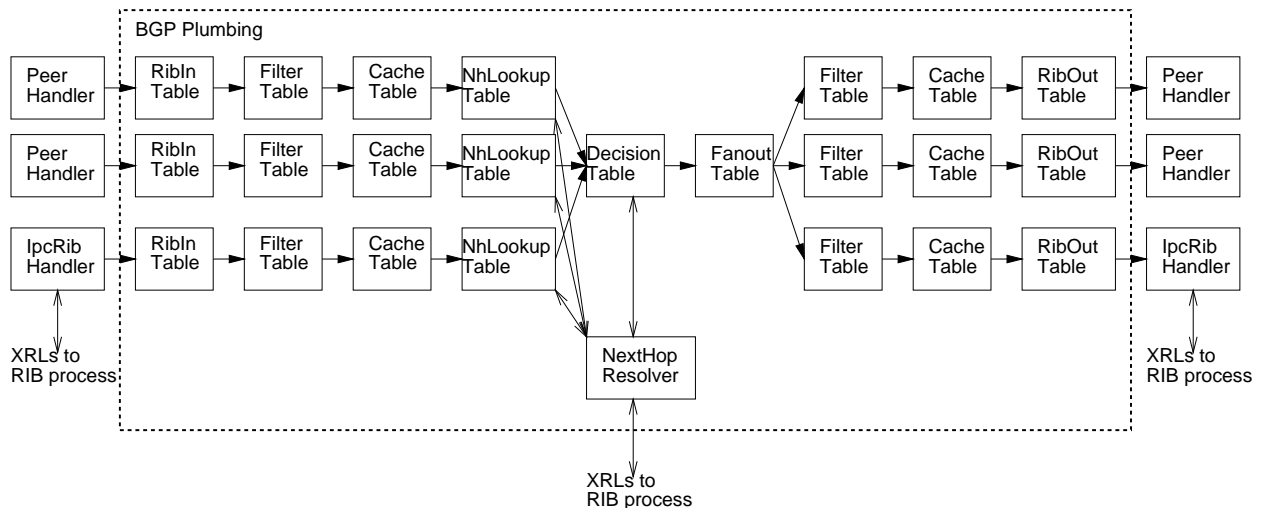 BGP Plumbing
Peer
Handler
RibIn
Table
Filter
Table
Cache
Table
NhLookup
Table
Filter
Table
Cache
Table
RibOut
Table
Peer
Handler
Peer
Handler
RibIn
Table
Filter
Table
Cache
Table
NhLookup
Table
Decision
Table
Fanout
Table
Filter
Table
Cache
Table
RibOut
Table
Peer
Handler
IpcRib
Handler
RibIn
Table
Filter
Table
Cache
Table
NhLookup
Table
Filter
Table
Cache
Table
RibOut
Table
IpcRib
Handler
XRLs to
RIB process
NextHop
Resolver
XRLs to
RIB process
XRLs to
RIB process